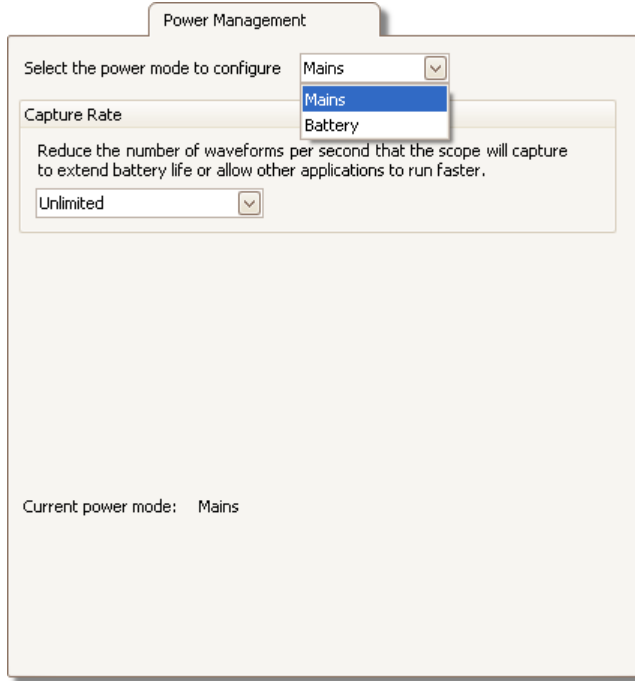 Power Management
Select the power mode to configure Mains
Mains
Battery
Capture Rate
Reduce the number of waveforms per second that the scope will capture
to extend battery life or allow other applications to run faster.
Unlimited
Current power mode: Mains